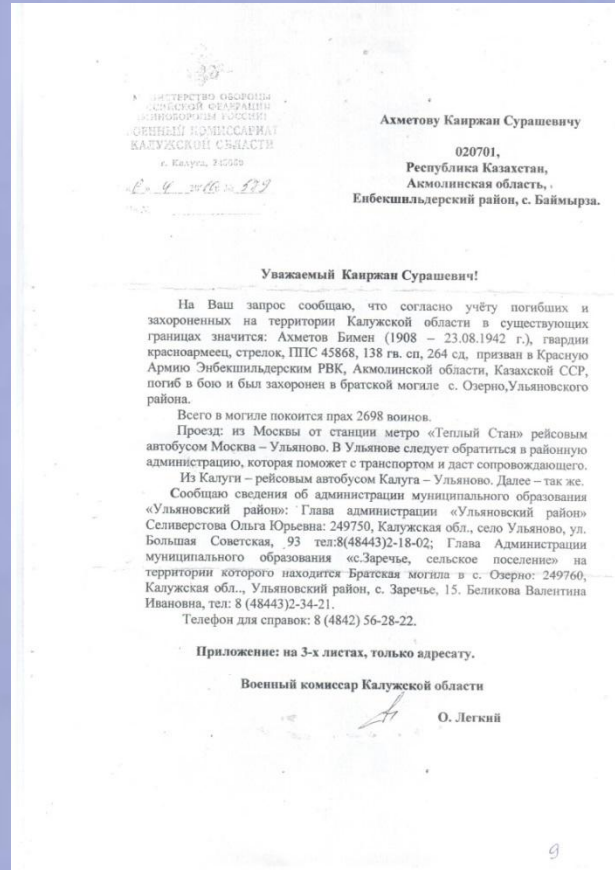 МИНИСТЕРСТВО ОБОРОНЫ
РОССИЙСКОЙ ФЕДЕРАЦИИ
(МИНОБОРОНЫ РОССИИ)
ВОЕННЫЙ КОМИССАРИАТ
КАЛУЖСКОЙ ОБЛАСТИ
г. Калуга,
529
Ахметову Каиржан Сурашевичу
020701,
Республика Казахстан,
Акмолинская область,
Енбекшильдерский район, с. Баймырза.
Уважаемый Каиржан Сурашевич!
На Ваш запрос сообщаю, что согласно учёту погибших и
захороненных на территории Калужской области в существующих
границах значится: Ахметов Бимен (1908 – 23.08.1942 г.), гвардии
красноармеец, стрелок, ППС 45868, 138 гв. сп, 264 сд, призван в Красную
Армию Энбекшильдерским РВК, Акмолинской области, Казахской ССР,
погиб в бою и был захоронен в братской могиле с. Озерно,Ульяновского
района.
Всего в могиле покоится прах 2698 воинов.
Проезд: из Москвы от станции метро «Теплый Стан» рейсовым
автобусом Москва – Ульяново. В Ульянове следует обратиться в районную
администрацию, которая поможет с транспортом и даст сопровождающего.
Из Калуги – рейсовым автобусом Калуга – Ульяново. Далее – так же.
Сообщаю сведения об администрации муниципального образования
«Ульяновский район»: Глава администрации «Ульяновский район»
Селиверстова Ольга Юрьевна: 249750, Калужская обл., село Ульяново, ул.
Большая Советская, 93 тел:8(48443)2-18-02; Глава Администрации
муниципального образования «с.Заречье, сельское поселение» на
территории которого находится Братская могила в с. Озерно: 249760,
Калужская обл.., Ульяновский район, с. Заречье, 15. Беликова Валентина
Ивановна, тел: 8 (48443)2-34-21.
Телефон для справок: 8 (4842) 56-28-22.
Приложение: на 3-х листах, только адресату.
Военный комиссар Калужской области
О. Легкий
9